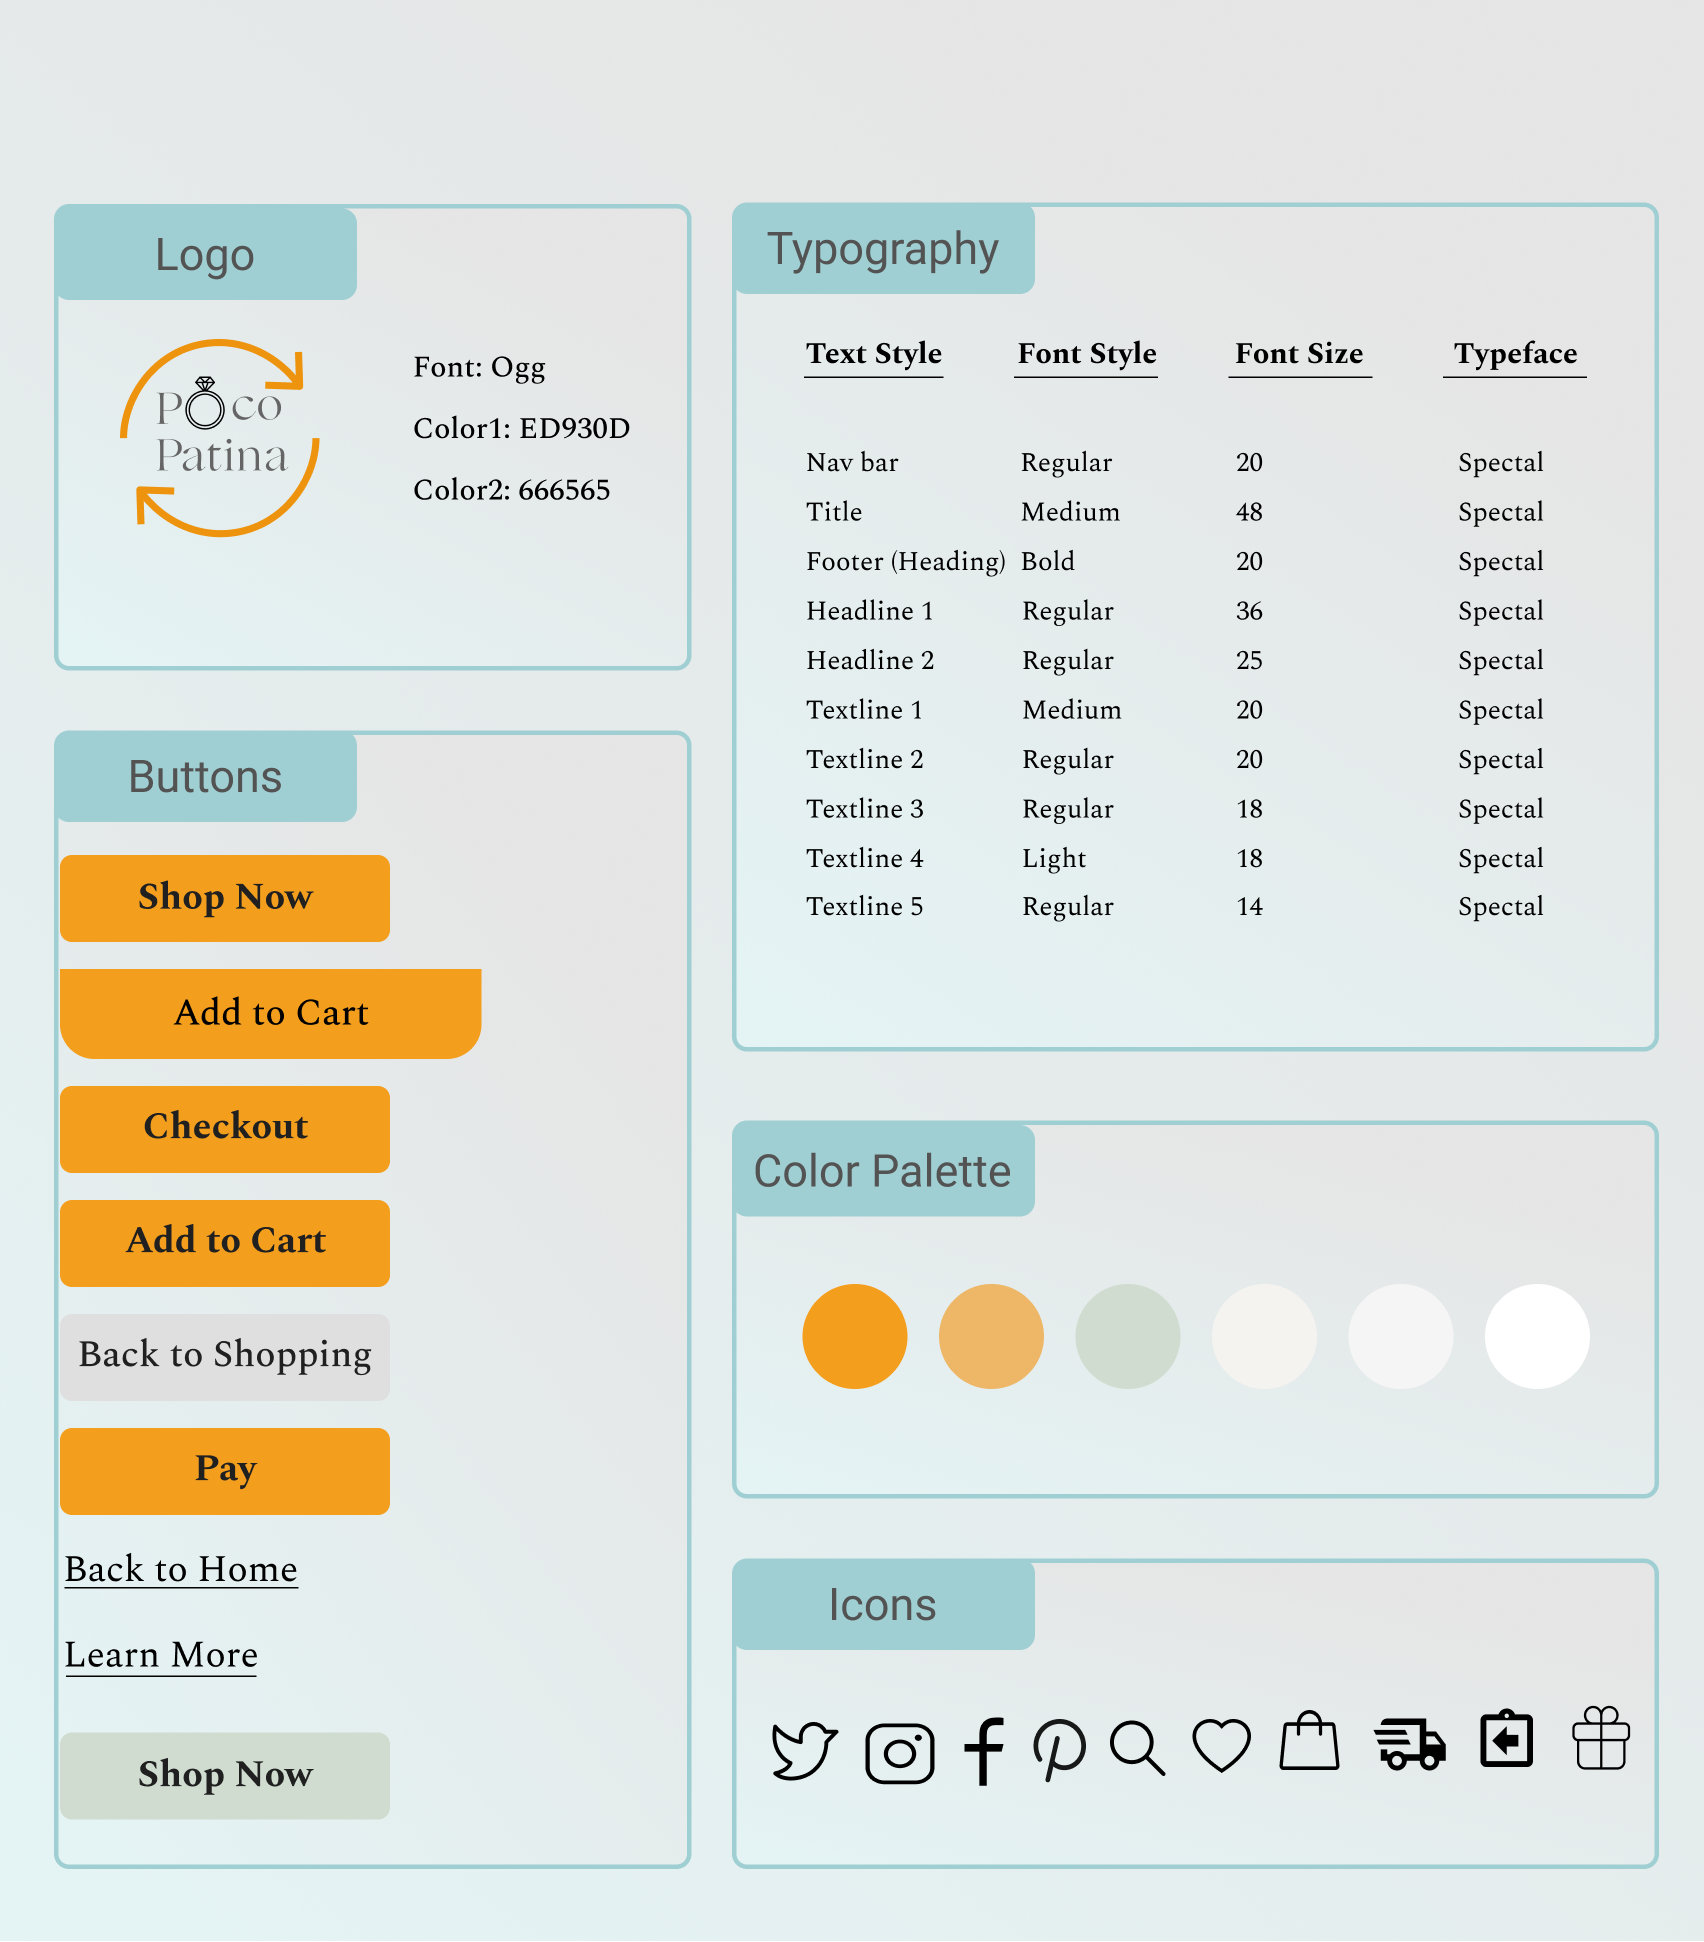 Logo
Poco
Patina
Font: Ogg
Color1: ED930D
Color2: 666565
Buttons
Shop Now
Add to Cart
Checkout
Add to Cart
Back to Shopping
Pay
Back to Home
Learn More
Shop Now
Typography
Text Style Font Style Font Size Typeface
Nav bar Regular 20 Spectal
Title Medium 48 Spectal
Footer (Heading) Bold 20 Spectal
Headline 1 Regular 36 Spectal
Headline 2 Regular 25 Spectal
Textline 1 Medium 20 Spectal
Textline 2 Regular 20 Spectal
Textline 3 Regular 18 Spectal
Textline 4 Light 18 Spectal
Textline 5 Regular 14 Spectal
Color Palette
Icons